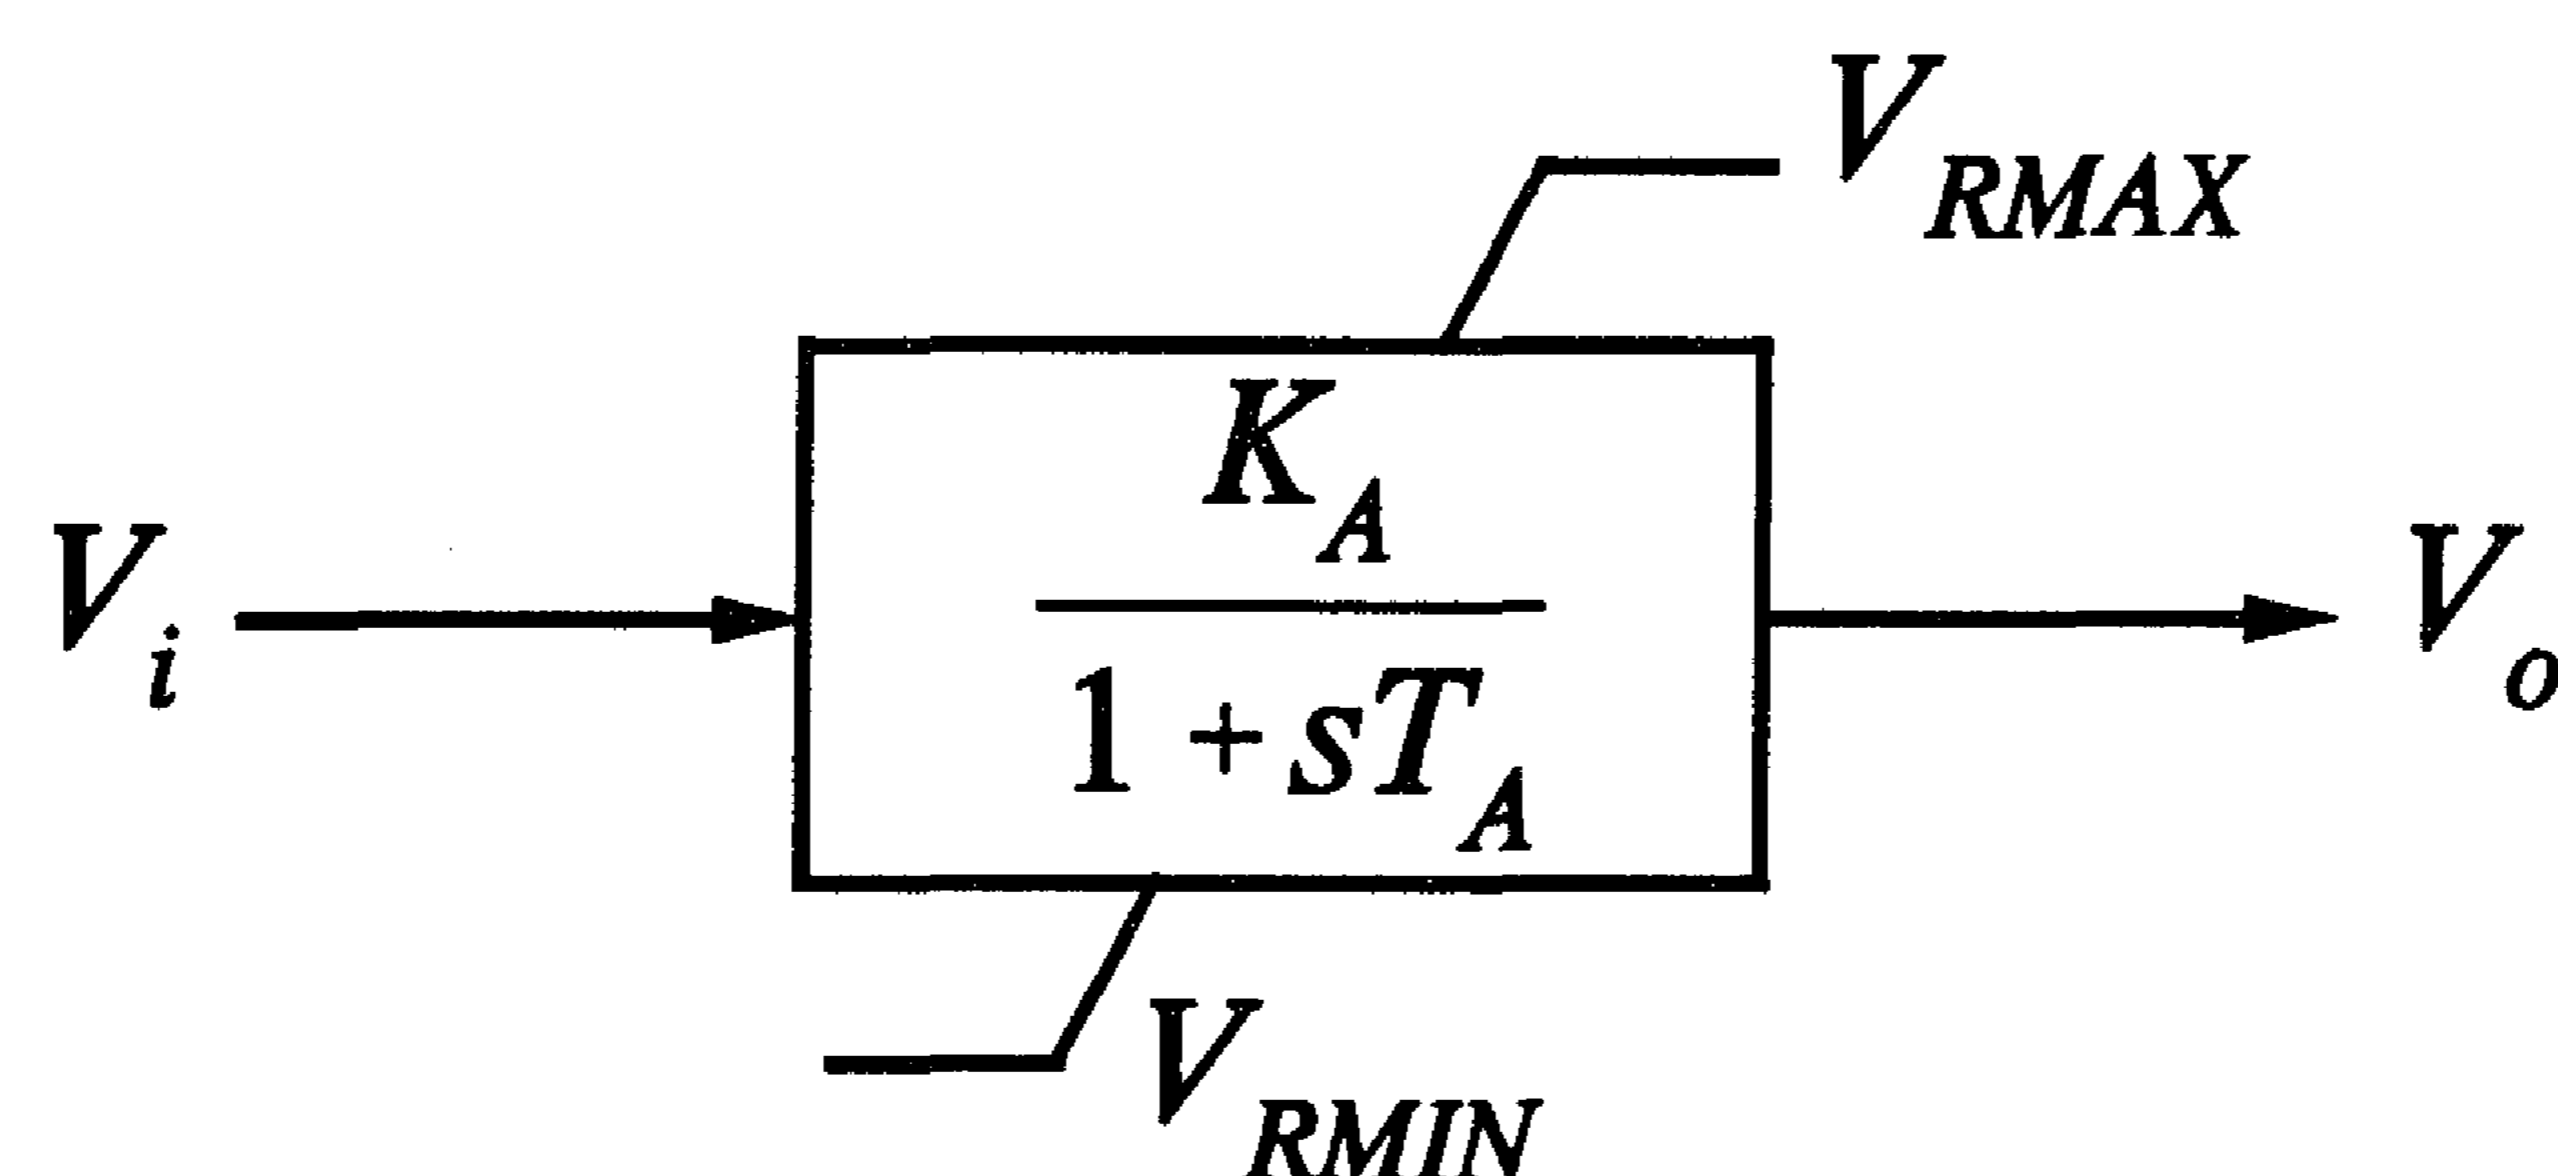 V_RMAX
K_A
V_i
V_o
1 + sT_A
V_RMIN